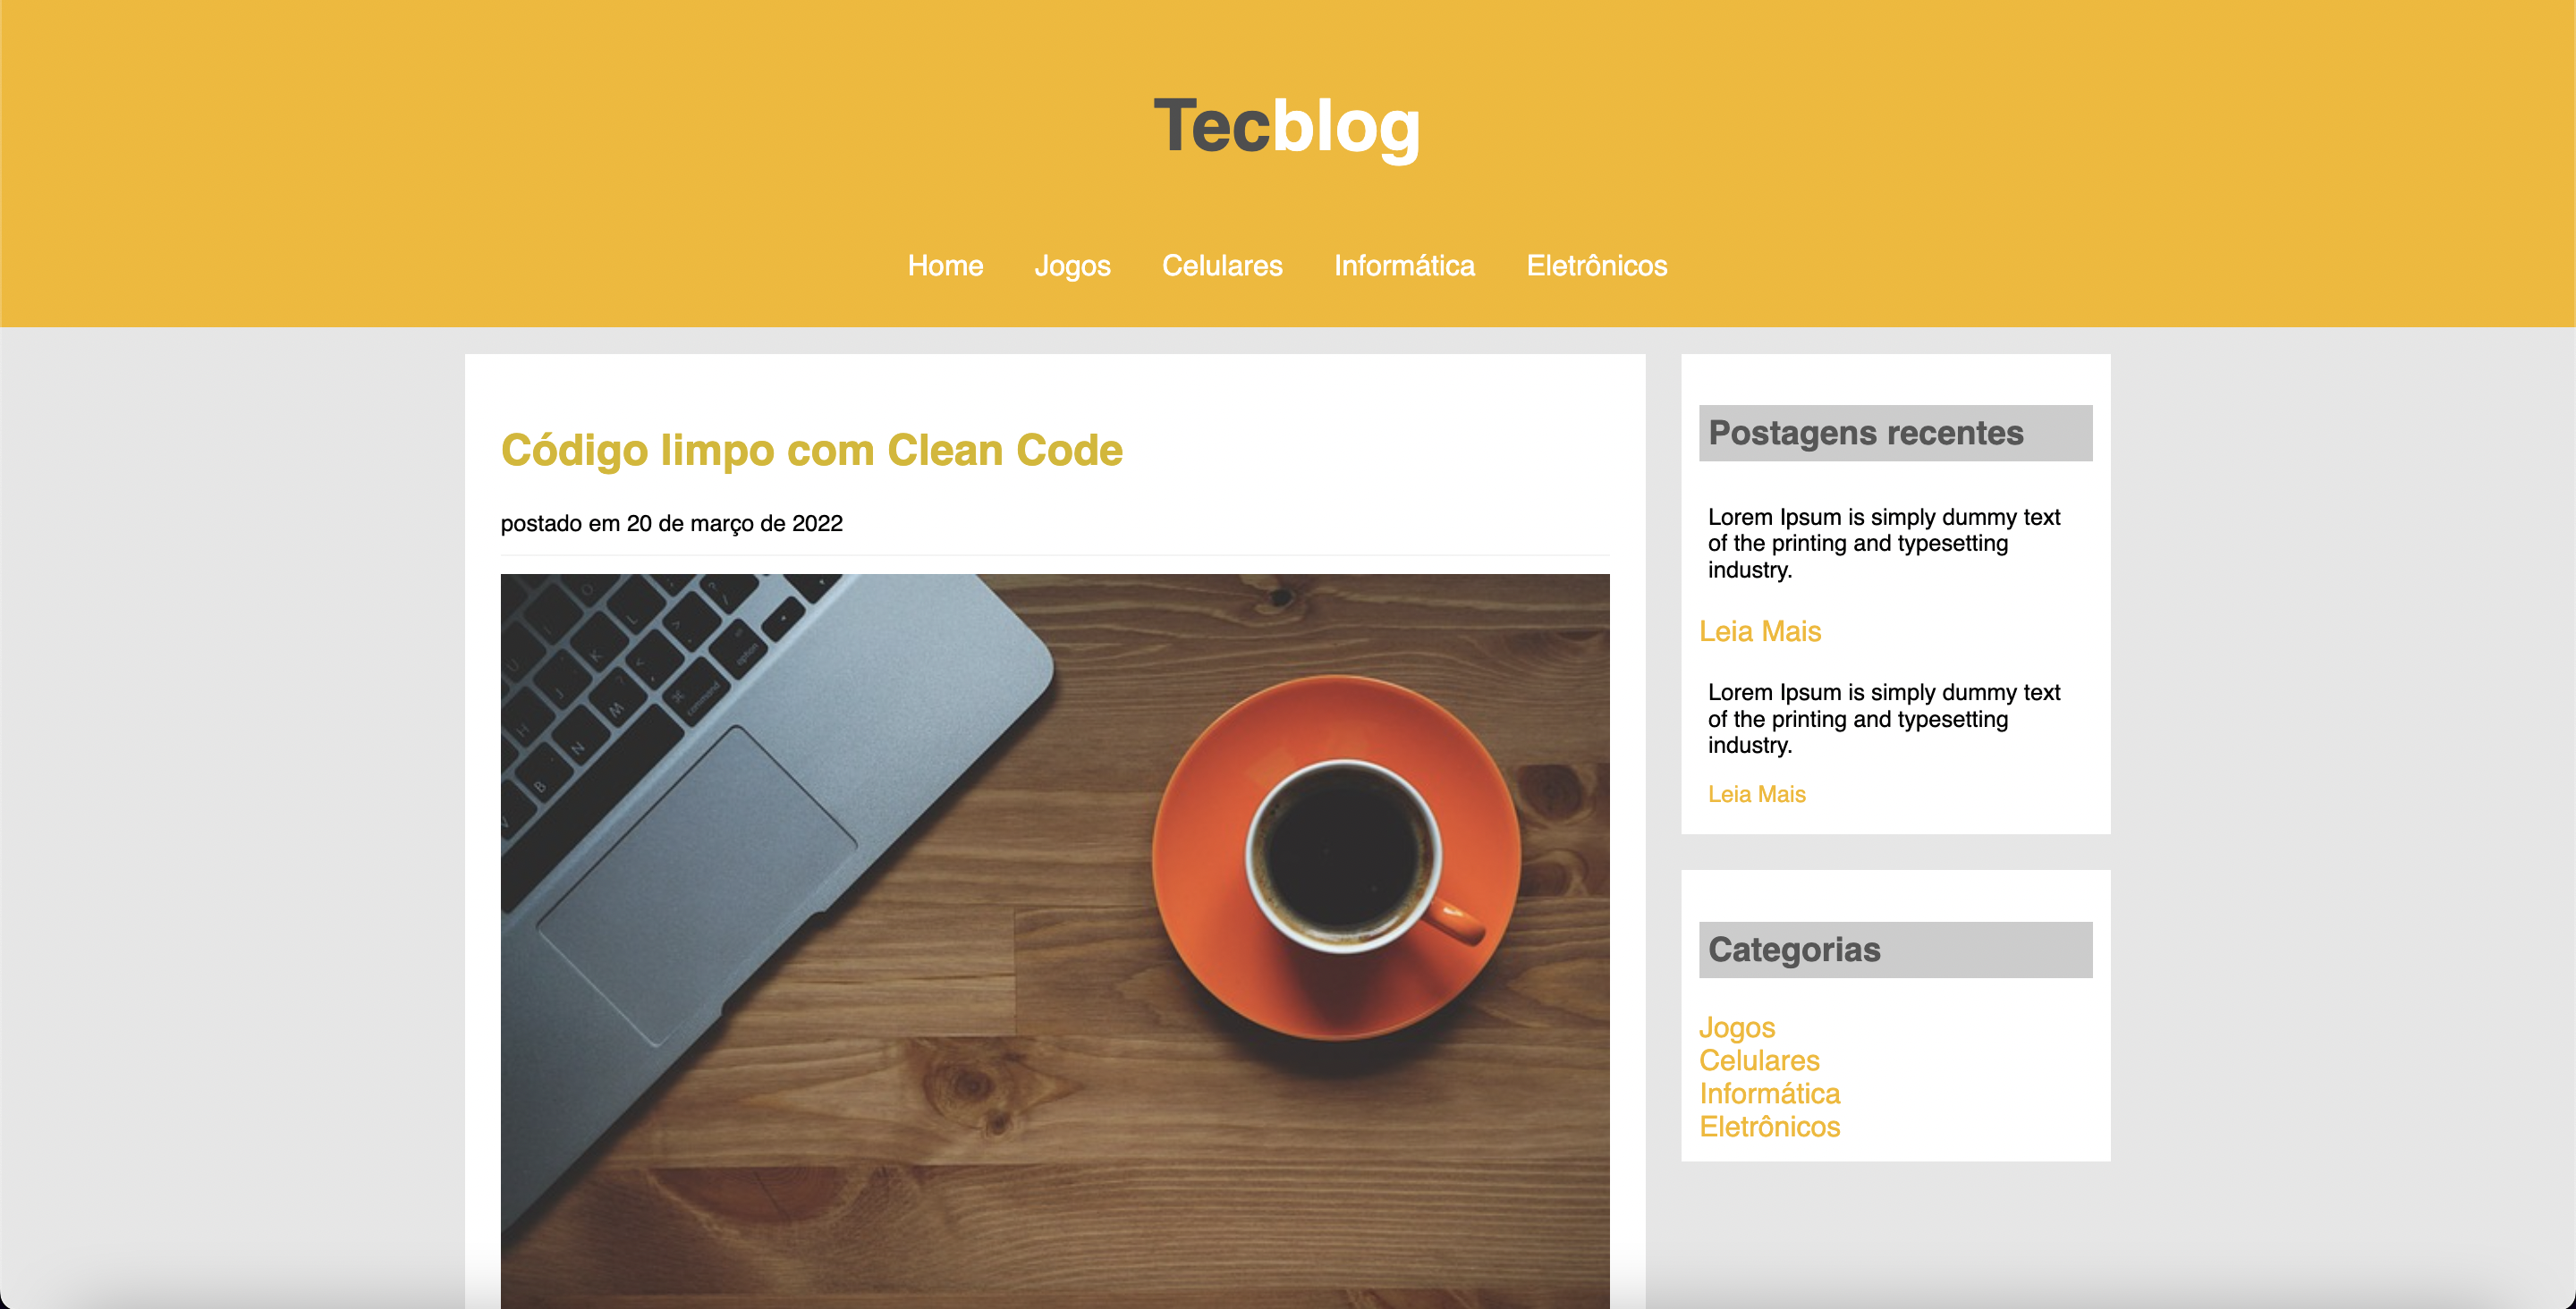 Tecblog
Home Jogos Celulares Informática Eletrônicos
Código limpo com Clean Code
postado em 20 de março de 2022
option
command
Postagens recentes
Lorem Ipsum is simply dummy text
of the printing and typesetting
industry.
Leia Mais
Lorem Ipsum is simply dummy text
of the printing and typesetting
industry.
Leia Mais
Categorias
Jogos
Celulares
Informática
Eletrônicos